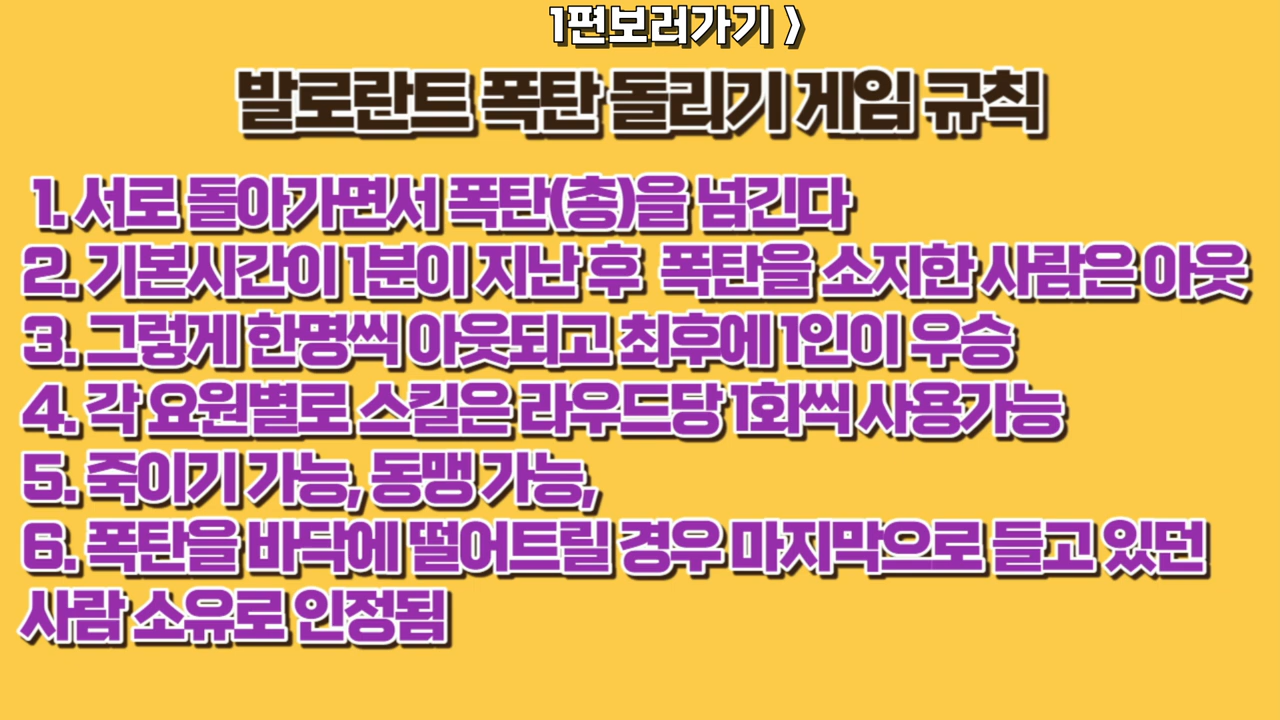 1편보러가기 >
발로란트 폭탄 돌리기 게임 규칙
1. 서로 돌아가면서 폭탄(총)을 넘긴다
2. 기본시간이 1분이 지난 후 폭탄을 소지한 사람은 아웃
3. 그렇게 한명씩 아웃되고 최후에 1인이 우승
4. 각 요원별로 스킬은 라우드당 1회씩 사용가능
5. 죽이기 가능, 동맹 가능,
6. 폭탄을 바닥에 떨어트릴 경우 마지막으로 들고 있던
사람 소유로 인정됨